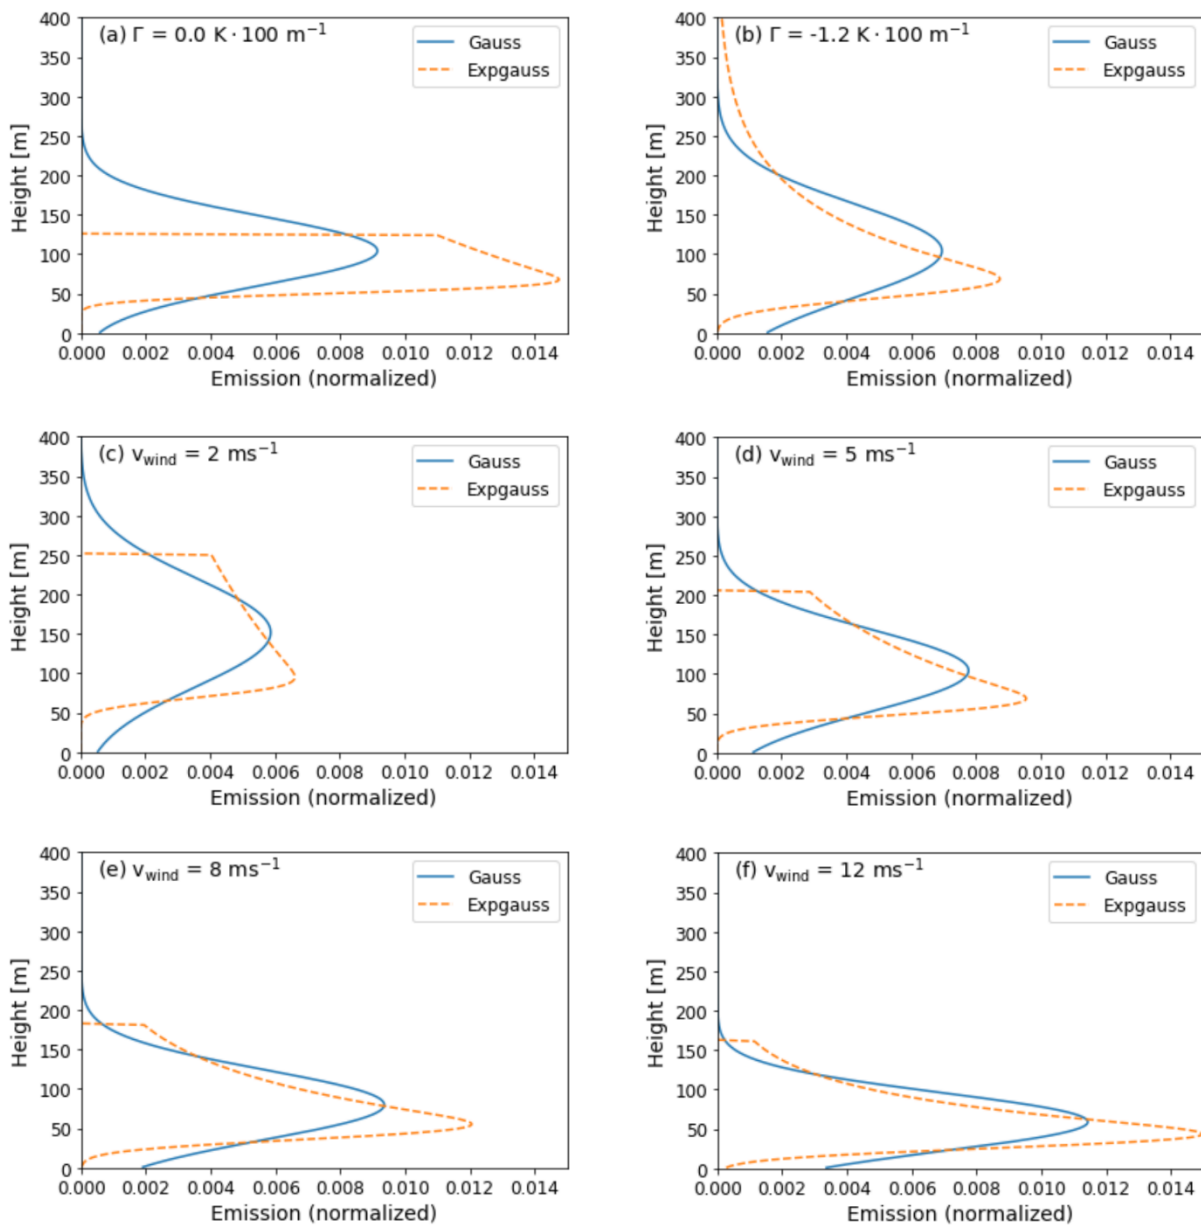 (a) Γ = 0.0 K · 100 m⁻¹
Gauss
Expgauss
400
350
300
250
200
150
100
50
0
Height [m]
0.000 0.002 0.004 0.006 0.008 0.010 0.012 0.014
Emission (normalized)
(b) Γ = -1.2 K · 100 m⁻¹
Gauss
Expgauss
400
350
300
250
200
150
100
50
0
Height [m]
0.000 0.002 0.004 0.006 0.008 0.010 0.012 0.014
Emission (normalized)
(c) v_wind = 2 ms⁻¹
Gauss
Expgauss
400
350
300
250
200
150
100
50
0
Height [m]
0.000 0.002 0.004 0.006 0.008 0.010 0.012 0.014
Emission (normalized)
(d) v_wind = 5 ms⁻¹
Gauss
Expgauss
400
350
300
250
200
150
100
50
0
Height [m]
0.000 0.002 0.004 0.006 0.008 0.010 0.012 0.014
Emission (normalized)
(e) v_wind = 8 ms⁻¹
Gauss
Expgauss
400
350
300
250
200
150
100
50
0
Height [m]
0.000 0.002 0.004 0.006 0.008 0.010 0.012 0.014
Emission (normalized)
(f) v_wind = 12 ms⁻¹
Gauss
Expgauss
400
350
300
250
200
150
100
50
0
Height [m]
0.000 0.002 0.004 0.006 0.008 0.010 0.012 0.014
Emission (normalized)